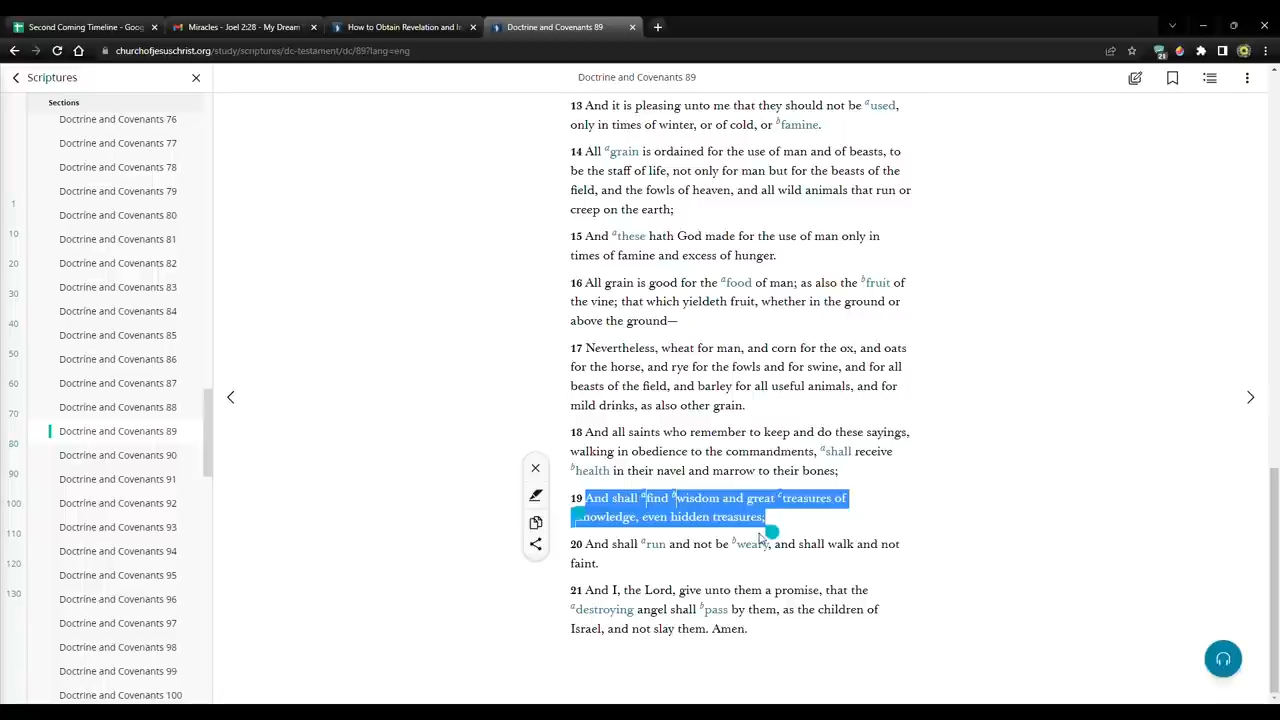 Second Coming Timeline - Goog
Miracles - Joel 2:28 - My Dream
How to Obtain Revelation and In
Doctrine and Covenants 89
churchofjesuschrist.org/study/scriptures/dc-testament/dc/89?lang=eng
21
Scriptures
Doctrine and Covenants 89
Sections
Doctrine and Covenants 76
Doctrine and Covenants 77
Doctrine and Covenants 78
Doctrine and Covenants 79
Doctrine and Covenants 80
Doctrine and Covenants 81
Doctrine and Covenants 82
Doctrine and Covenants 83
Doctrine and Covenants 84
Doctrine and Covenants 85
Doctrine and Covenants 86
Doctrine and Covenants 87
Doctrine and Covenants 88
Doctrine and Covenants 89
Doctrine and Covenants 90
Doctrine and Covenants 91
Doctrine and Covenants 92
Doctrine and Covenants 93
Doctrine and Covenants 94
Doctrine and Covenants 95
Doctrine and Covenants 96
Doctrine and Covenants 97
Doctrine and Covenants 98
Doctrine and Covenants 99
Doctrine and Covenants 100
1
10
20
30
40
50
60
70
80
90
100
110
120
130
13 And it is pleasing unto me that they should not be a used,
only in times of winter, or of cold, or b famine.
14 All a grain is ordained for the use of man and of beasts, to
be the staff of life, not only for man but for the beasts of the
field, and the fowls of heaven, and all wild animals that run or
creep on the earth;
15 And a these hath God made for the use of man only in
times of famine and excess of hunger.
16 All grain is good for the a food of man; as also the b fruit of
the vine; that which yieldeth fruit, whether in the ground or
above the ground—
17 Nevertheless, wheat for man, and corn for the ox, and oats
for the horse, and rye for the fowls and for swine, and for all
beasts of the field, and barley for all useful animals, and for
mild drinks, as also other grain.
18 And all saints who remember to keep and do these sayings,
walking in obedience to the commandments, a shall receive
b health in their navel and marrow to their bones;
19 And shall a find b wisdom and great c treasures of
knowledge, even hidden treasures;
20 And shall a run and not be b weary, and shall walk and not
faint.
21 And I, the Lord, give unto them a promise, that the
a destroying angel shall b pass by them, as the children of
Israel, and not slay them. Amen.